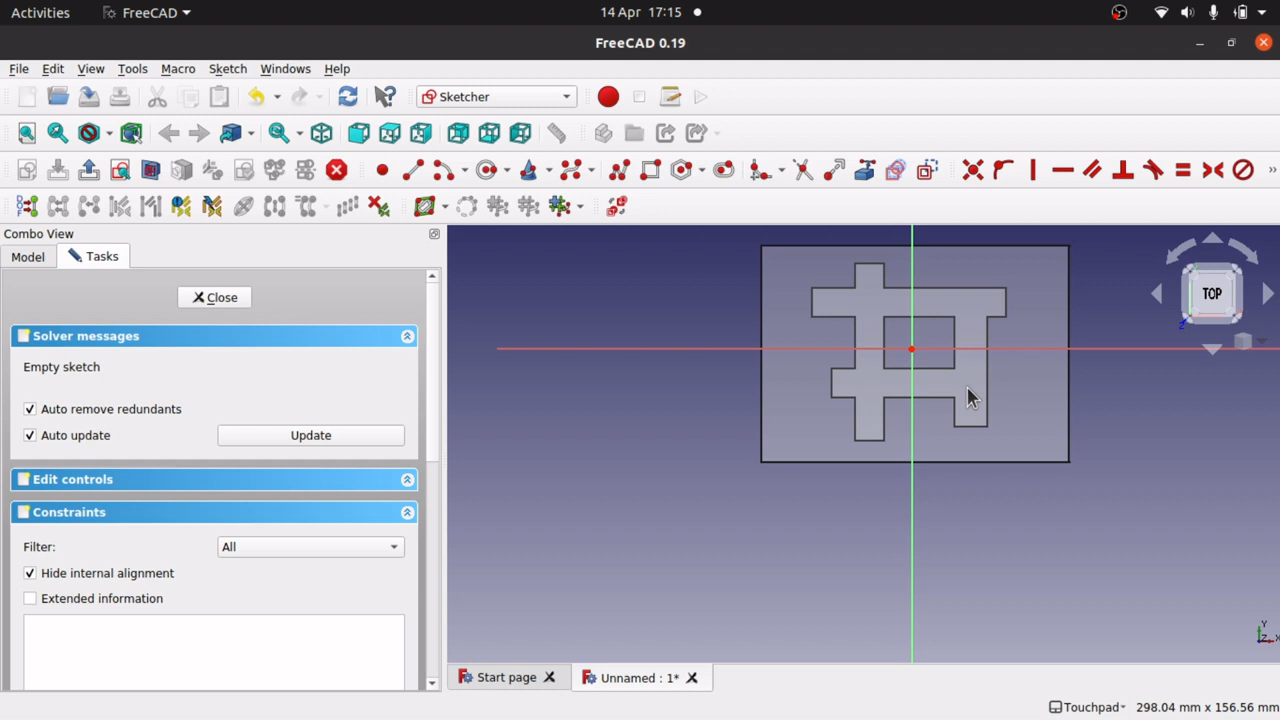 Activities
FreeCAD
14 Apr 17:15
FreeCAD 0.19
File Edit View Tools Macro Sketch Windows Help
Sketcher
Combo View
Model
Tasks
Close
Solver messages
Empty sketch
Auto remove redundants
Auto update
Update
Edit controls
Constraints
Filter:
All
Hide internal alignment
Extended information
TOP
Y
Z
X
Z
Start page
Unnamed : 1*
Touchpad
298.04 mm x 156.56 mm